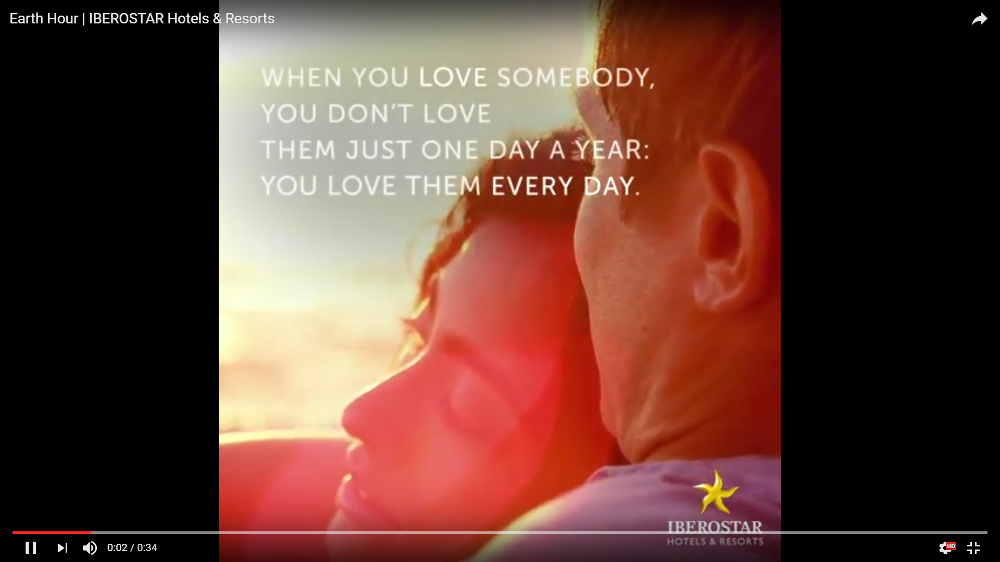 Earth Hour | IBEROSTAR Hotels & Resorts
WHEN YOU LOVE SOMEBODY,
YOU DON'T LOVE
THEM JUST ONE DAY A YEAR:
YOU LOVE THEM EVERY DAY.
IBEROSTAR
HOTELS & RESORTS
0:02 / 0:34
HD